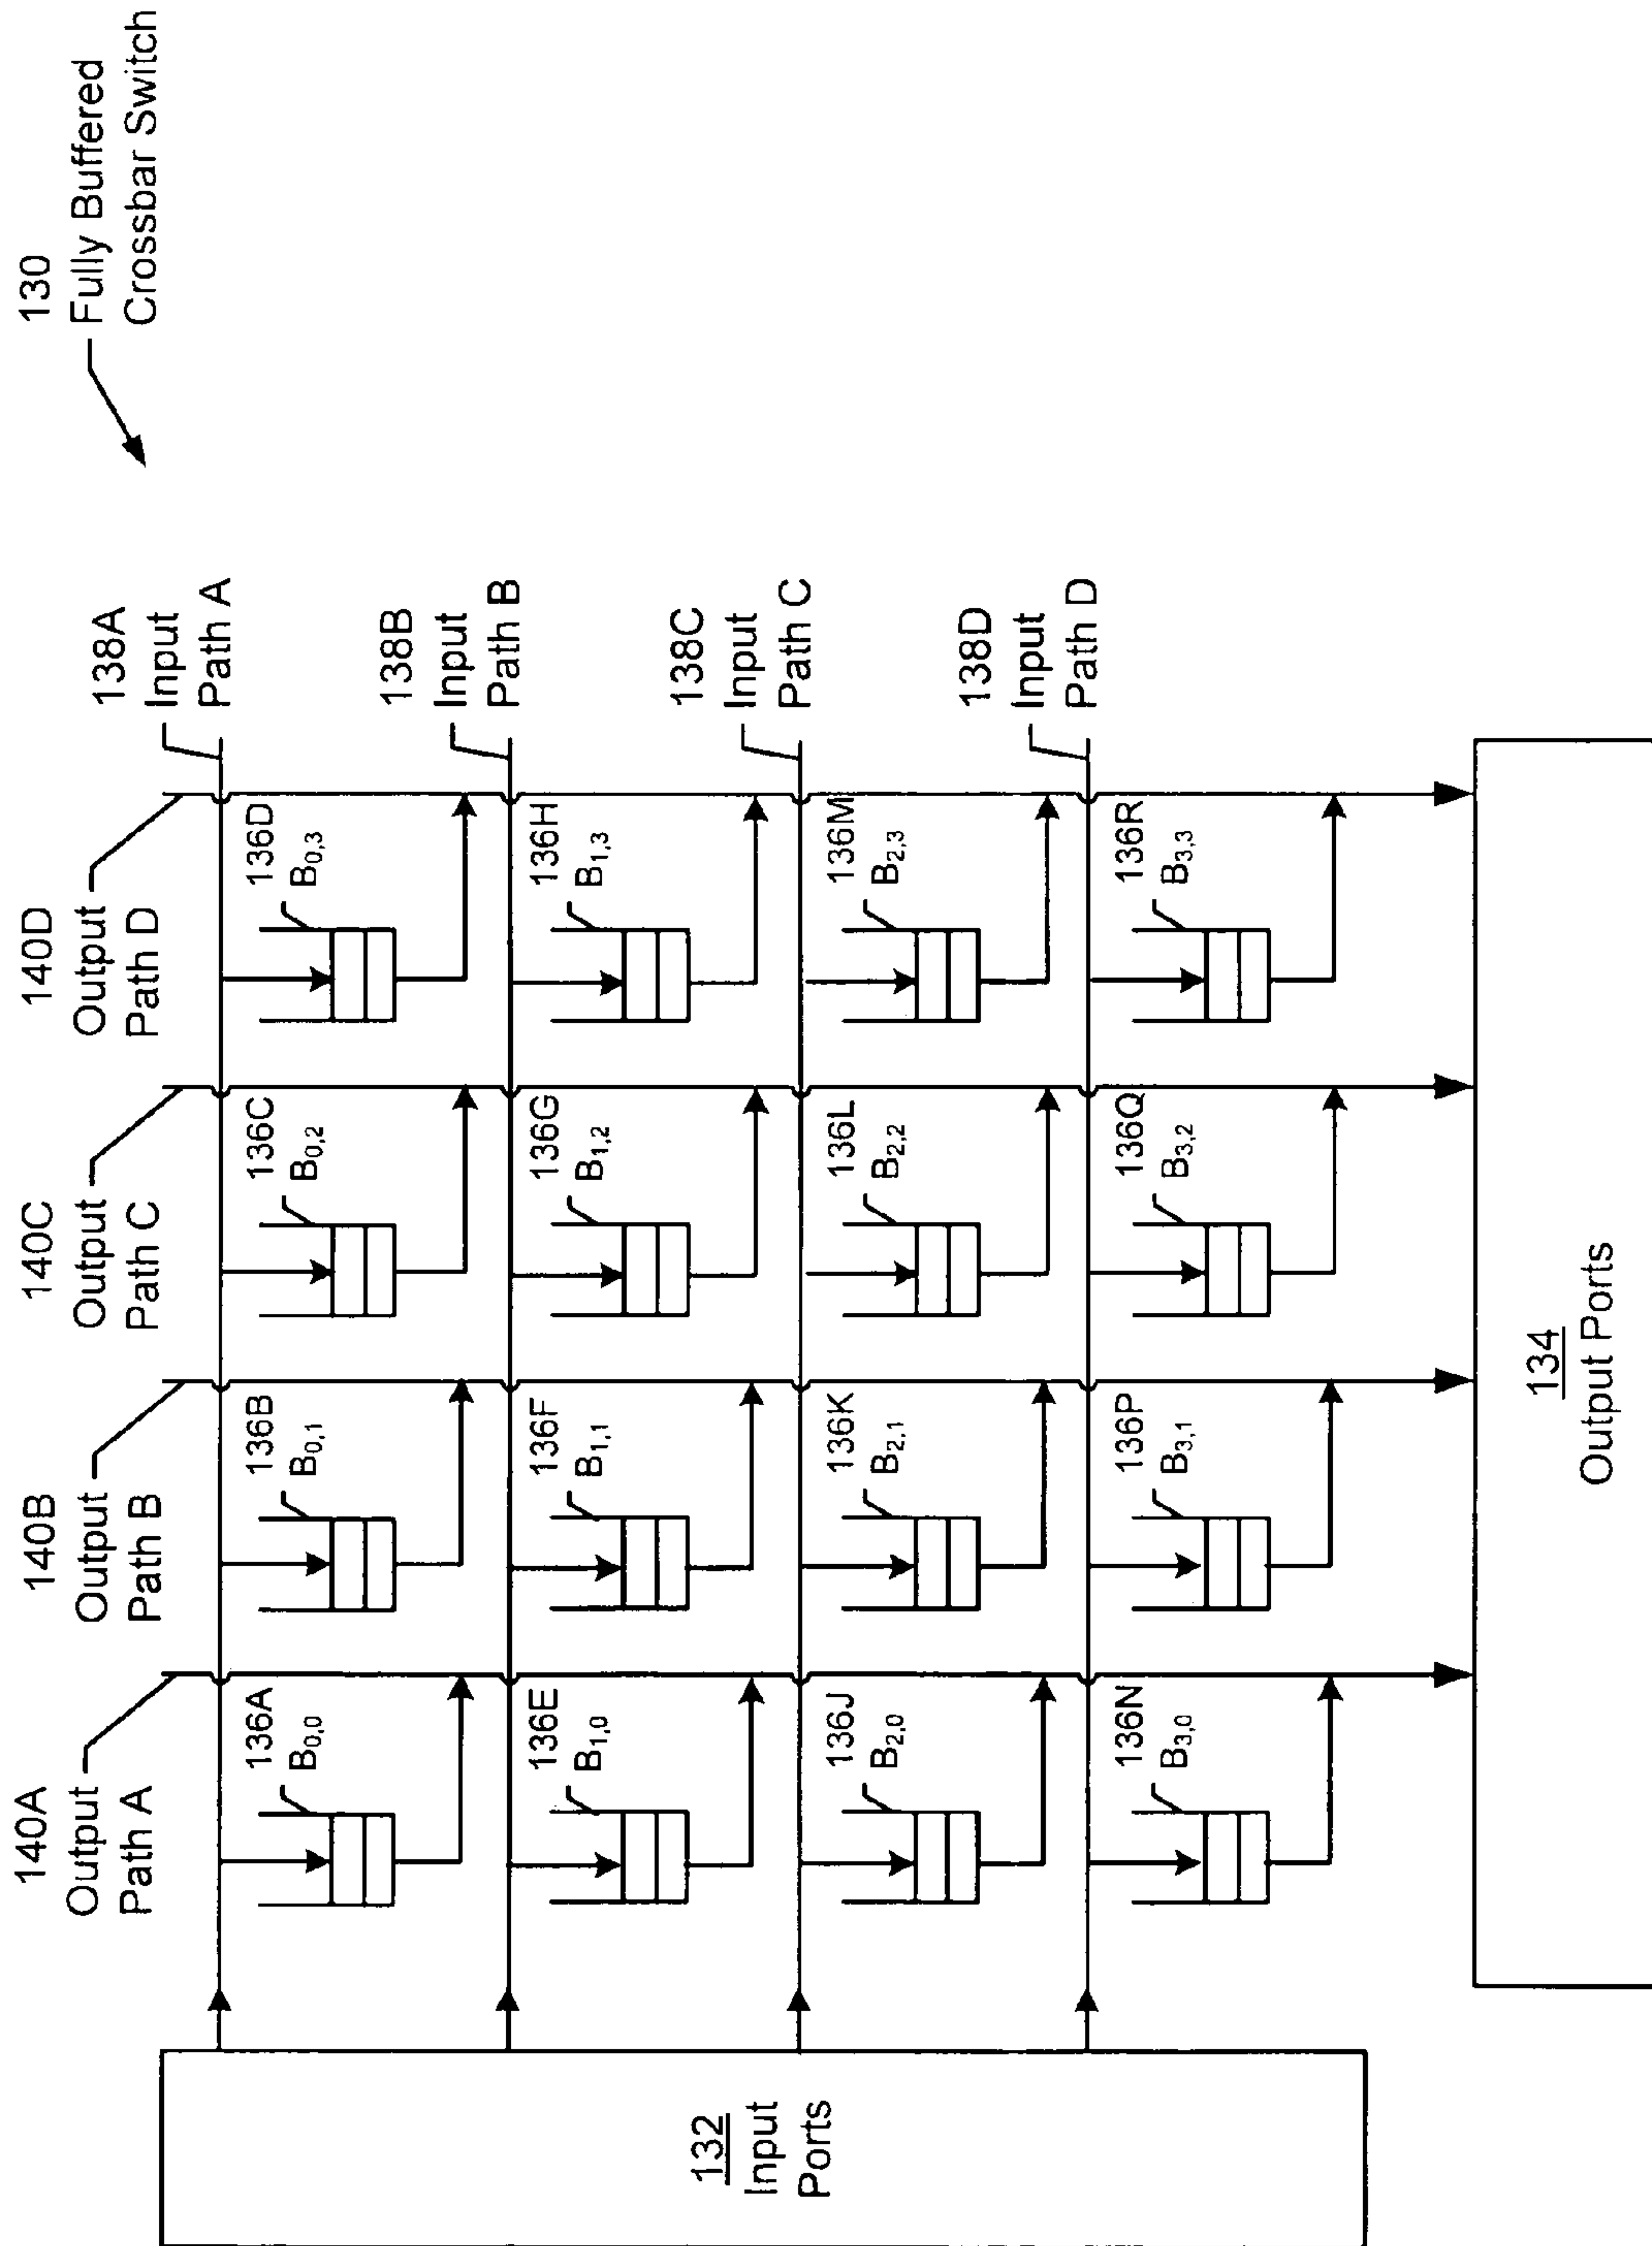 130
Fully Buffered
Crossbar Switch
140A
Output
Path A
140B
Output
Path B
140C
Output
Path C
140D
Output
Path D
138A
Input
Path A
136A
B0,0
136B
B0,1
136C
B0,2
136D
B0,3
138B
Input
Path B
136E
B1,0
136F
B1,1
136G
B1,2
136H
B1,3
138C
Input
Path C
136J
B2,0
136K
B2,1
136L
B2,2
136M
B2,3
138D
Input
Path D
136N
B3,0
136P
B3,1
136Q
B3,2
136R
B3,3
132
Input
Ports
134
Output Ports